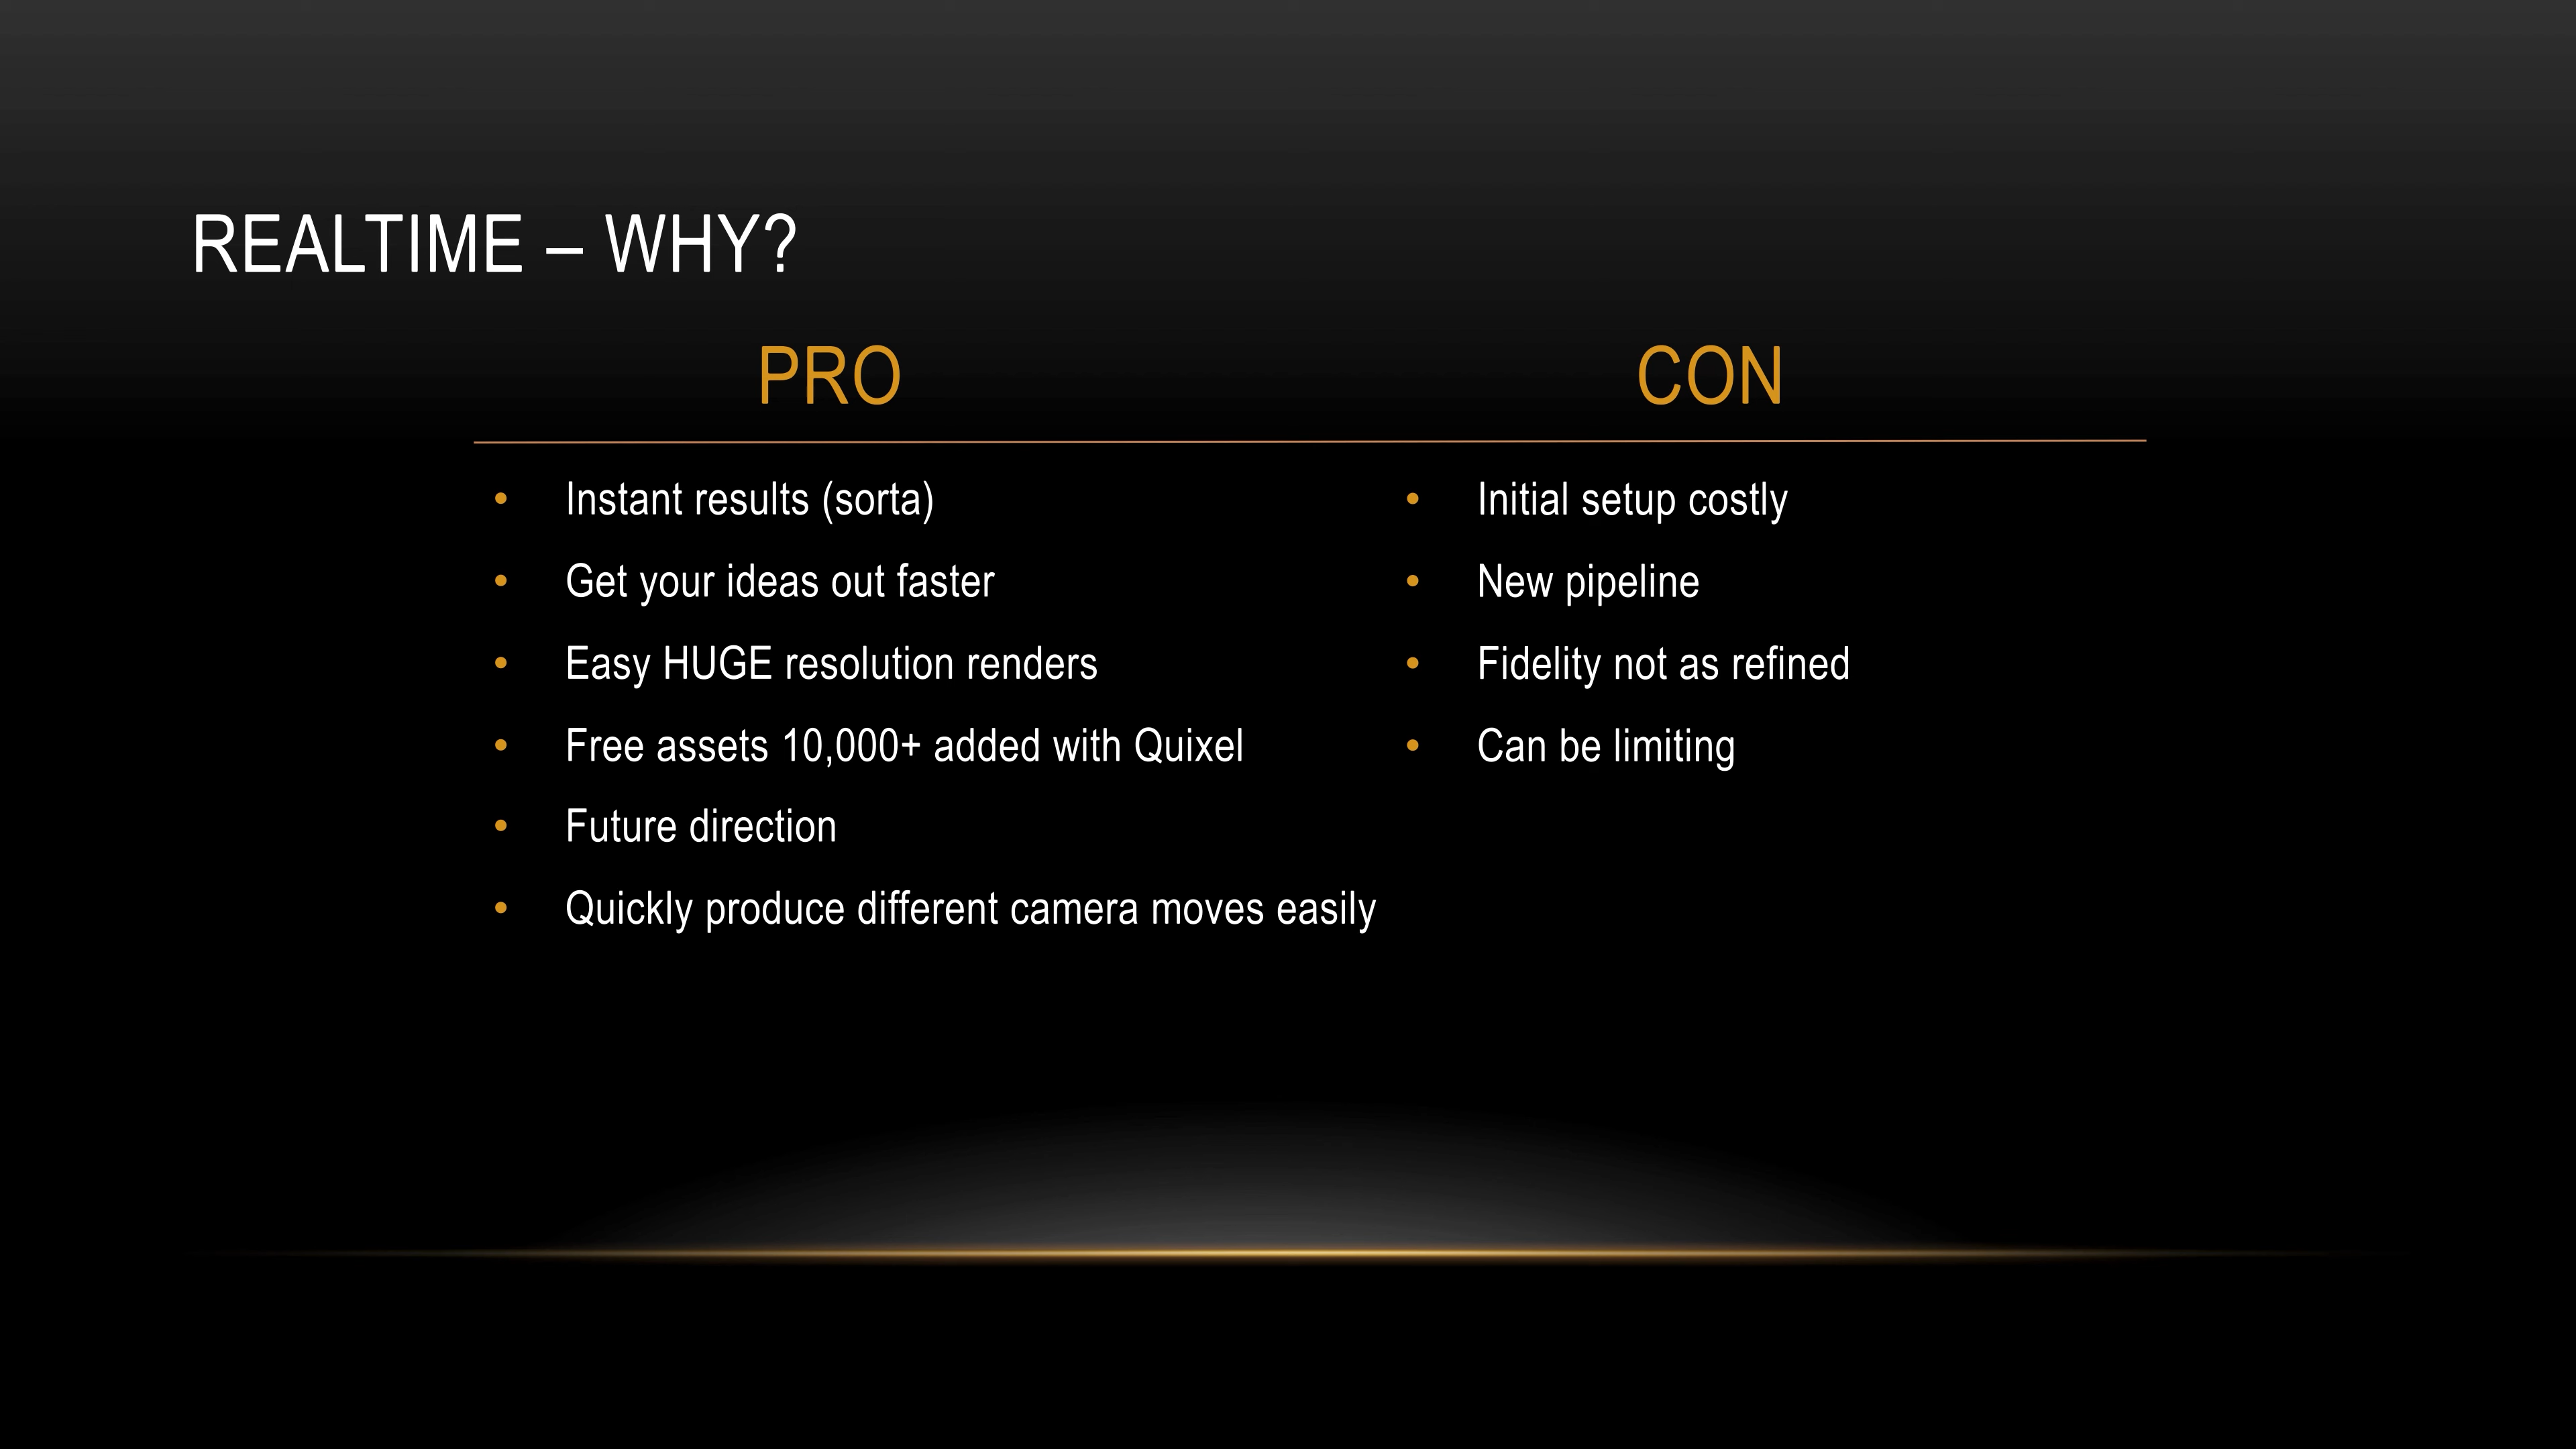 REALTIME – WHY?
PRO
• Instant results (sorta)
• Get your ideas out faster
• Easy HUGE resolution renders
• Free assets 10,000+ added with Quixel
• Future direction
• Quickly produce different camera moves easily
CON
• Initial setup costly
• New pipeline
• Fidelity not as refined
• Can be limiting